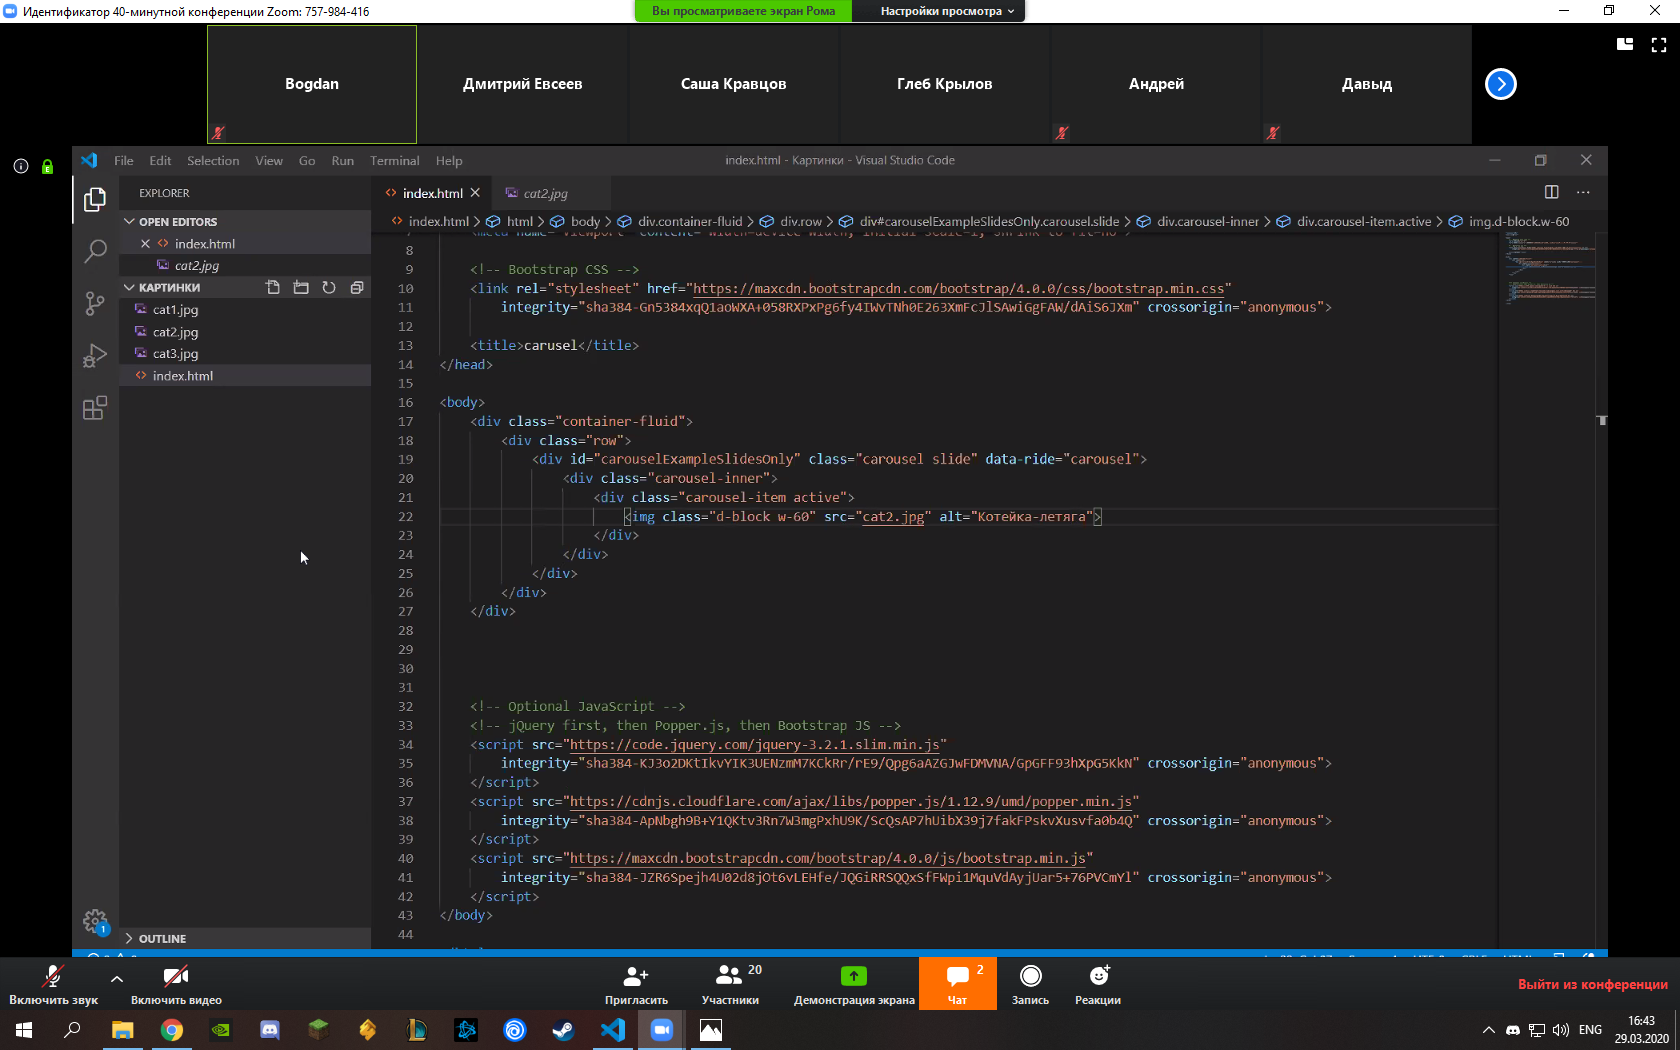 Идентификатор 40-минутной конференции Zoom: 757-984-416
Вы просматриваете экран Рома
Настройки просмотра
Bogdan
Дмитрий Евсеев
Саша Кравцов
Глеб Крылов
Андрей
Давыд
File Edit Selection View Go Run Terminal Help
index.html - Картинки - Visual Studio Code
EXPLORER
OPEN EDITORS
index.html
cat2.jpg
КАРТИНКИ
cat1.jpg
cat2.jpg
cat3.jpg
index.html
OUTLINE
index.html
cat2.jpg
index.html > html > body > div.container-fluid > div.row > div#carouselExampleSlidesOnly.carousel.slide > div.carousel-inner > div.carousel-item.active > img.d-block.w-60
8
9 <!-- Bootstrap CSS -->
10 <link rel="stylesheet" href="https://maxcdn.bootstrapcdn.com/bootstrap/4.0.0/css/bootstrap.min.css"
11 integrity="sha384-Gn5384xqQ1aoWXA+058RXPxPg6fy4IWvTNh0E263XmFcJlSAwiGgFAW/dAiS6JXm" crossorigin="anonymous">
12
13 <title>carusel</title>
14 </head>
15
16 <body>
17 <div class="container-fluid">
18 <div class="row">
19 <div id="carouselExampleSlidesOnly" class="carousel slide" data-ride="carousel">
20 <div class="carousel-inner">
21 <div class="carousel-item active">
22 <img class="d-block w-60" src="cat2.jpg" alt="Котейка-летяга">
23 </div>
24 </div>
25 </div>
26 </div>
27 </div>
28
29
30
31
32 <!-- Optional JavaScript -->
33 <!-- jQuery first, then Popper.js, then Bootstrap JS -->
34 <script src="https://code.jquery.com/jquery-3.2.1.slim.min.js"
35 integrity="sha384-KJ3o2DKtIkvYIK3UENzmM7KCkRr/rE9/Qpg6aAZGJwFDMVNA/GpGFF93hXpG5KkN" crossorigin="anonymous">
36 </script>
37 <script src="https://cdnjs.cloudflare.com/ajax/libs/popper.js/1.12.9/umd/popper.min.js"
38 integrity="sha384-ApNbgh9B+Y1QKtv3Rn7W3mgPxhU9K/ScQsAP7hUibX39j7fakFPskvXusvfa0b4Q" crossorigin="anonymous">
39 </script>
40 <script src="https://maxcdn.bootstrapcdn.com/bootstrap/4.0.0/js/bootstrap.min.js"
41 integrity="sha384-JZR6Spejh4U02d8jOt6vLEHfe/JQGiRRSQQxSfFWpi1MquVdAyjUar5+76PVCmYl" crossorigin="anonymous">
42 </script>
43 </body>
44
1
Включить звук
Включить видео
Пригласить
20
Участники
Демонстрация экрана
2
Чат
Запись
Реакции
Выйти из конференции
ENG
16:43
29.03.2020